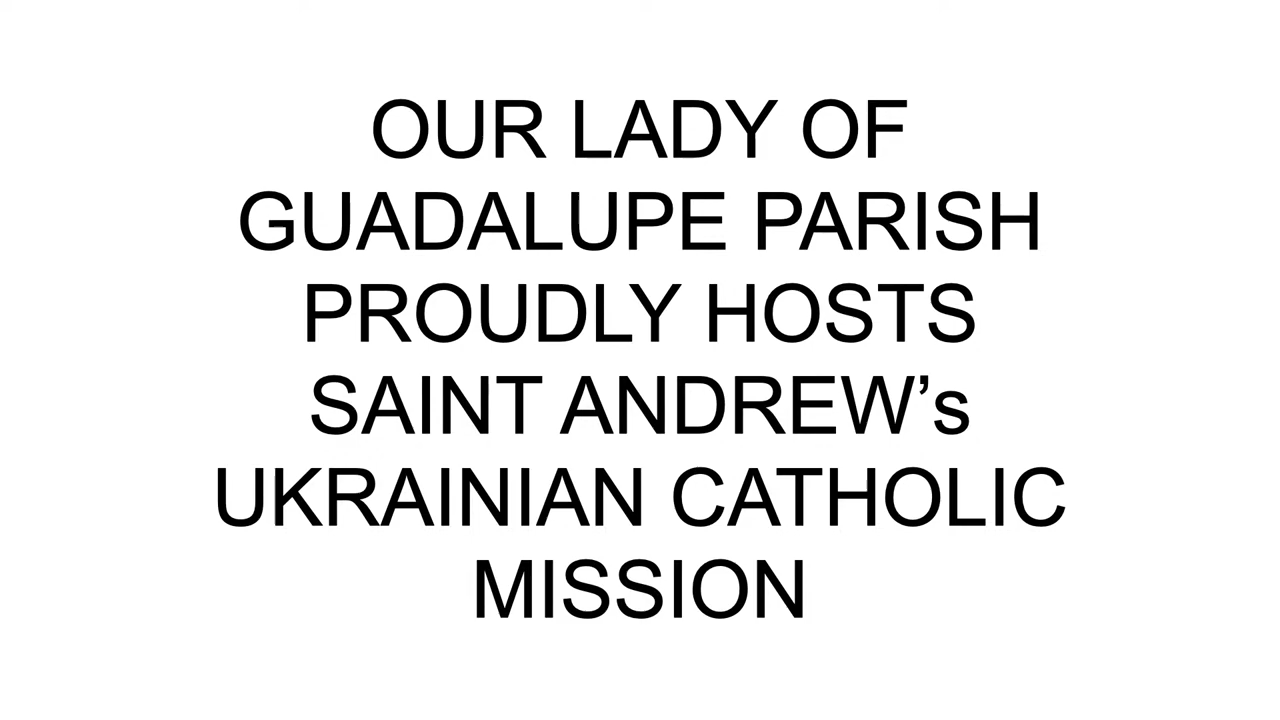 OUR LADY OF
GUADALUPE PARISH
PROUDLY HOSTS
SAINT ANDREW’s
UKRAINIAN CATHOLIC
MISSION